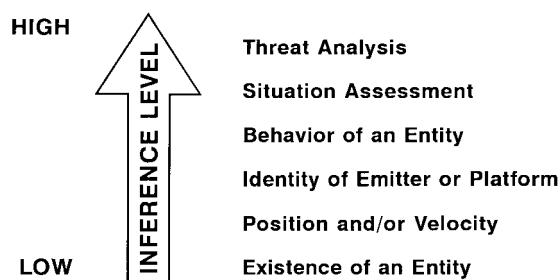 HIGH
INFERENCE LEVEL
LOW
Threat Analysis
Situation Assessment
Behavior of an Entity
Identity of Emitter or Platform
Position and/or Velocity
Existence of an Entity